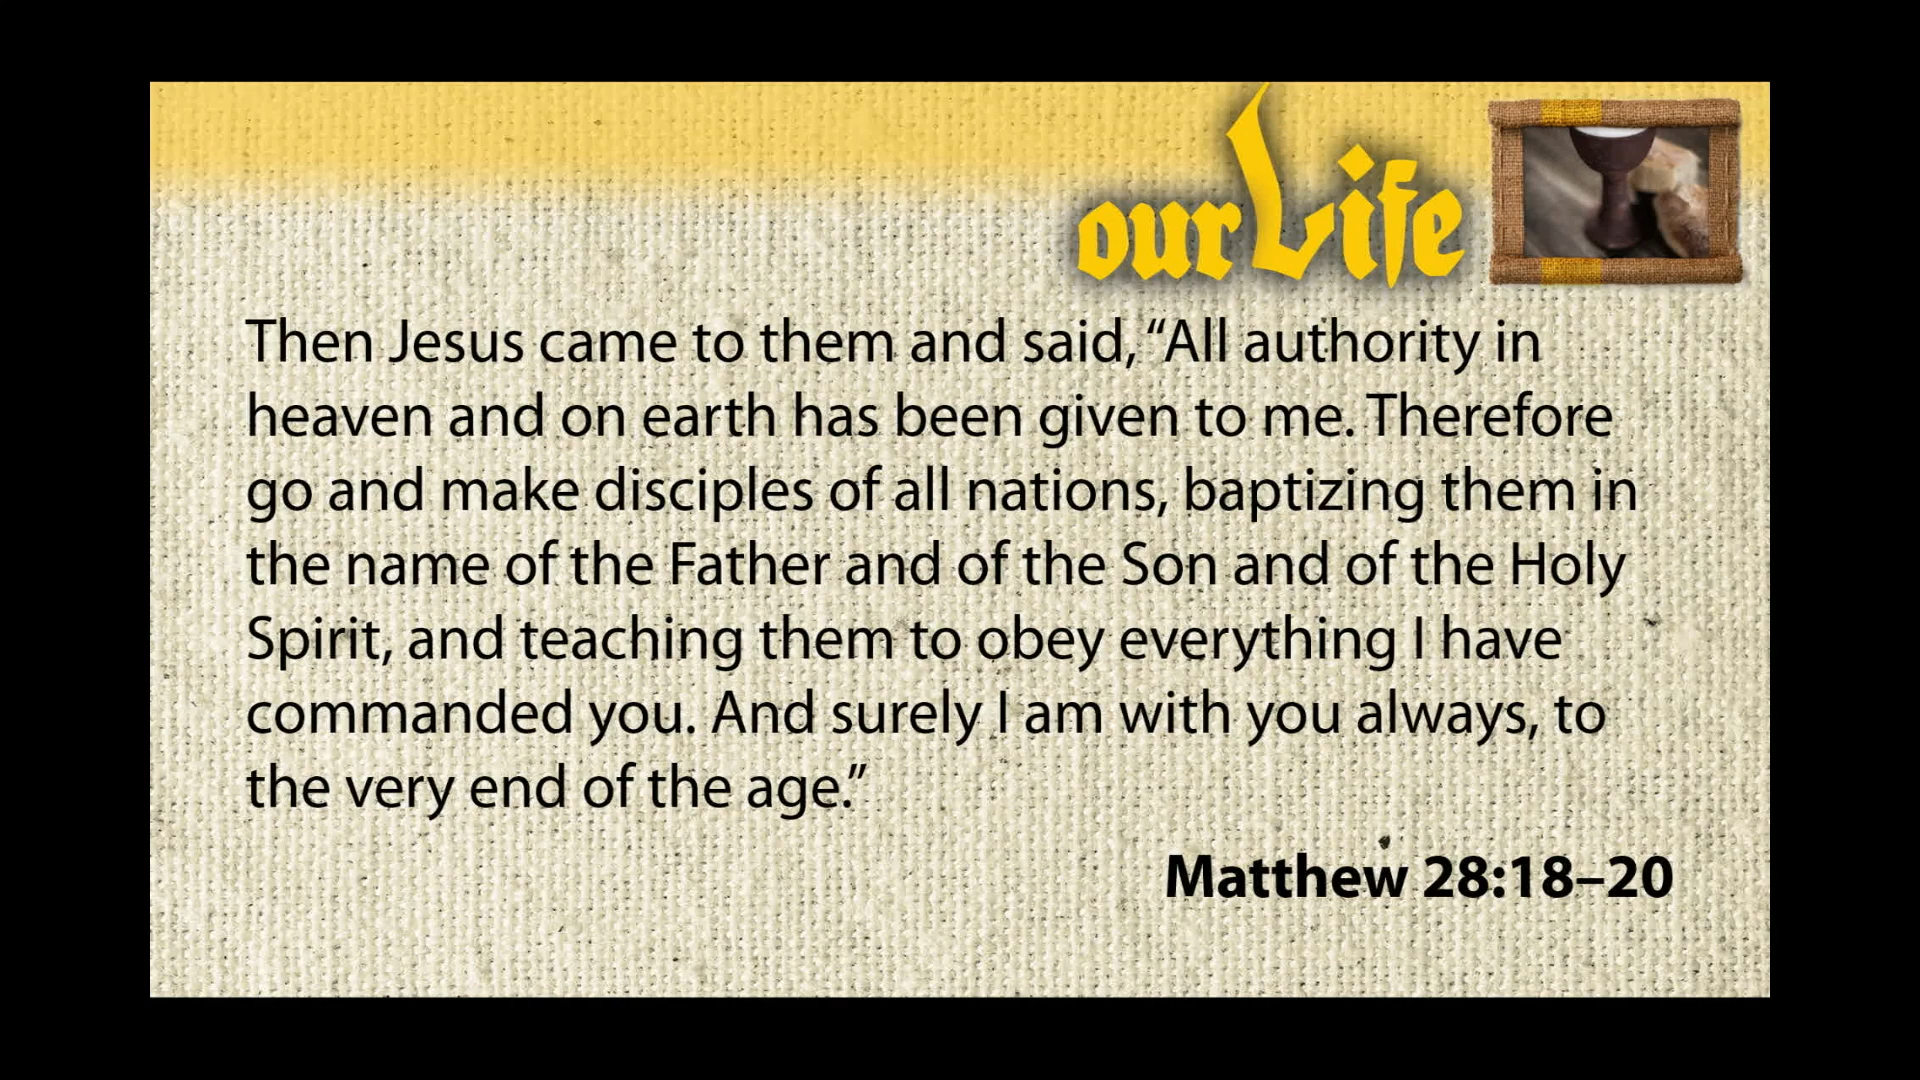 our Life
Then Jesus came to them and said, “All authority in
heaven and on earth has been given to me. Therefore
go and make disciples of all nations, baptizing them in
the name of the Father and of the Son and of the Holy
Spirit, and teaching them to obey everything I have
commanded you. And surely I am with you always, to
the very end of the age.”
Matthew 28:18–20